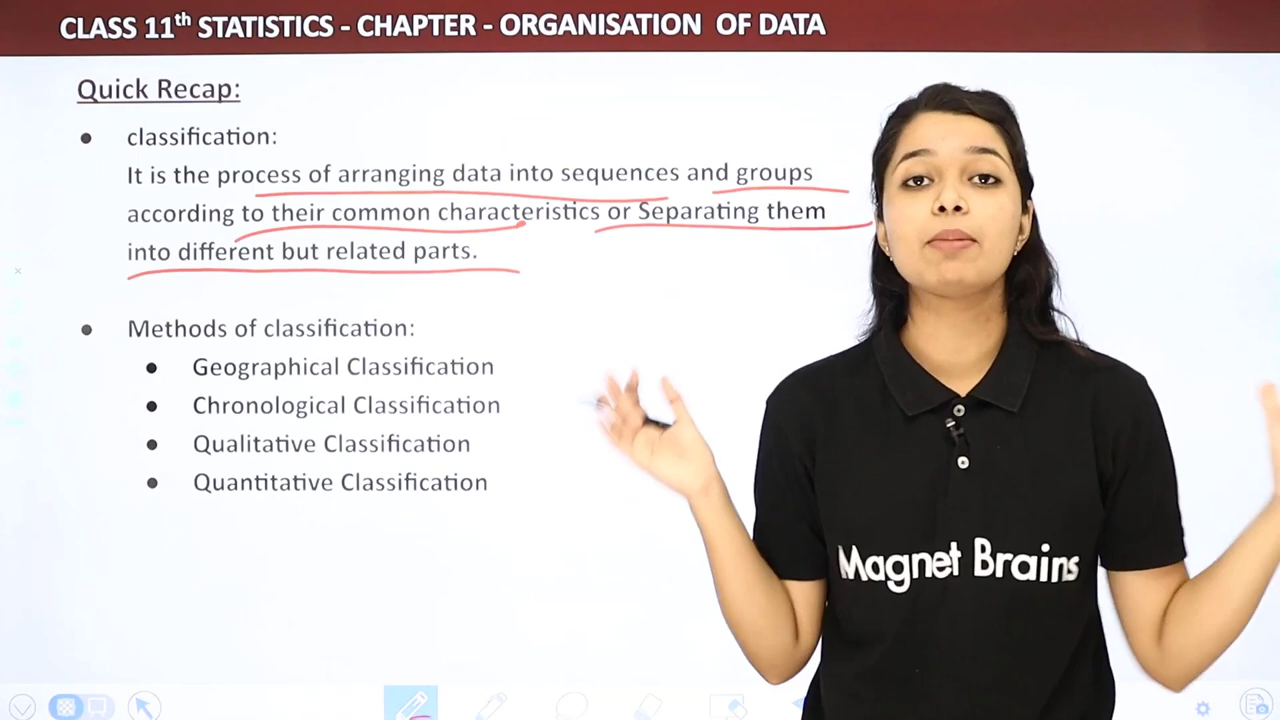 CLASS 11th STATISTICS - CHAPTER - ORGANISATION OF DATA
Quick Recap:
classification:
It is the process of arranging data into sequences and groups
according to their common characteristics or Separating them
into different but related parts.
Methods of classification:
Geographical Classification
Chronological Classification
Qualitative Classification
Quantitative Classification
Magnet Brains